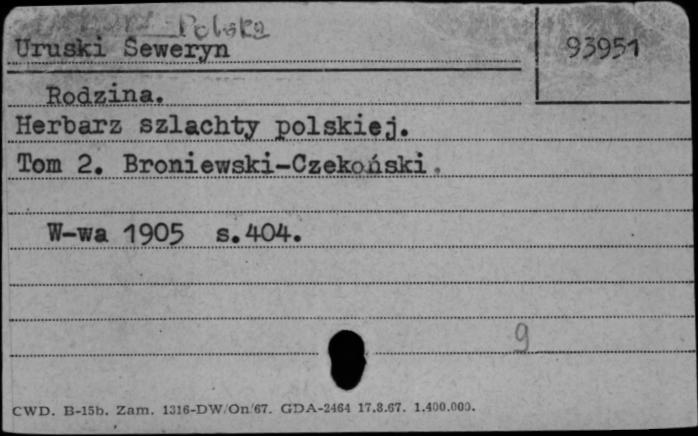 Polska
Uruski Seweryn
93951
Rodzina.
Herbarz szlachty polskiej.
Tom 2. Broniewski-Czekoński.
W-wa 1905 s.404.
9
CWD. B-15b. Zam. 1316-DW/On/67. GDA-2464 17.8.67. 1.400.000.